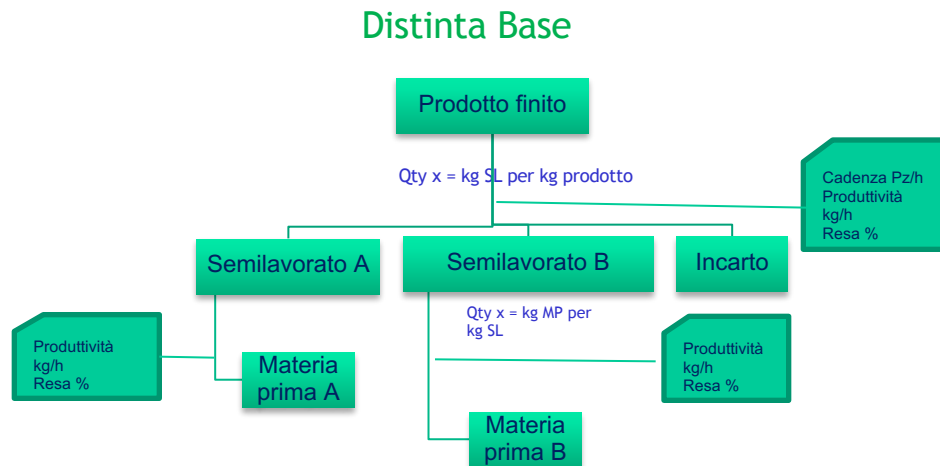 Distinta Base
Prodotto finito
Qty x = kg SL per kg prodotto
Cadenza Pz/h
Produttività
kg/h
Resa %
Semilavorato A
Semilavorato B
Incarto
Qty x = kg MP per
kg SL
Produttività
kg/h
Resa %
Materia
prima A
Produttività
kg/h
Resa %
Materia
prima B